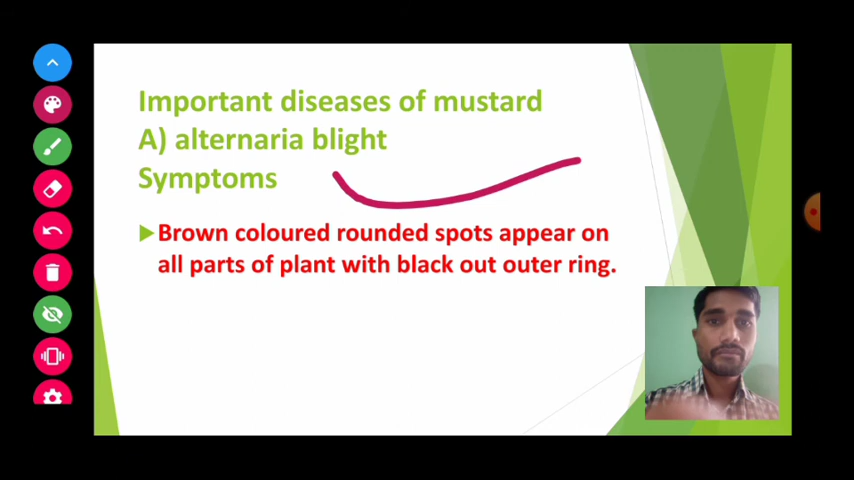 Important diseases of mustard
A) alternaria blight
Symptoms
Brown coloured rounded spots appear on
all parts of plant with black out outer ring.